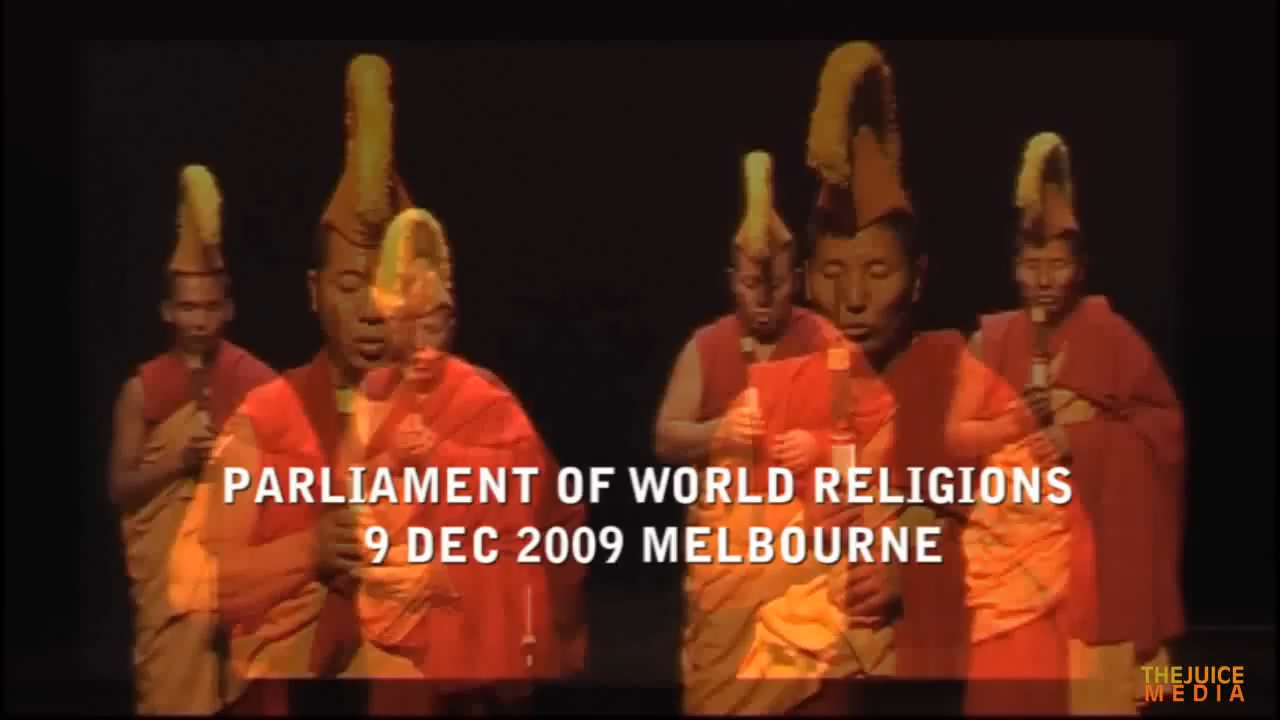 PARLIAMENT OF WORLD RELIGIONS
9 DEC 2009 MELBOURNE
THEJUICE
MEDIA